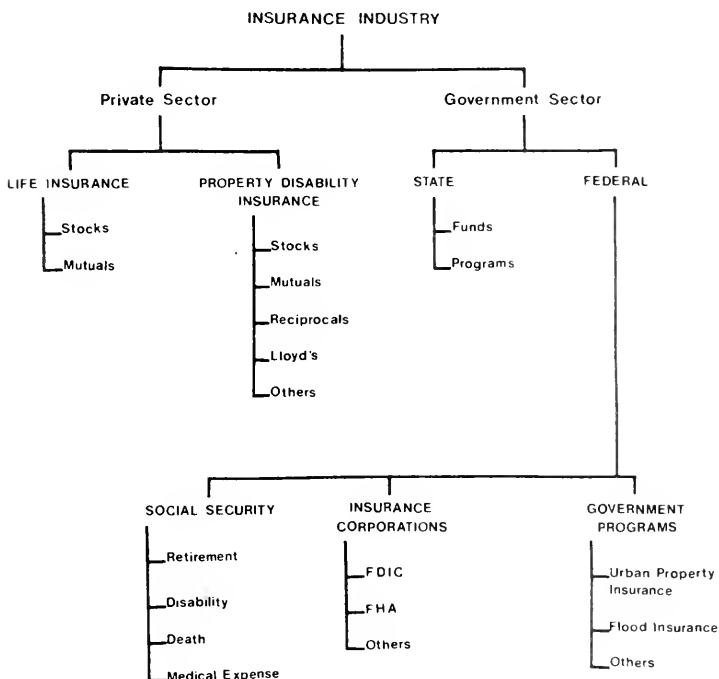 INSURANCE INDUSTRY
Private Sector
Government Sector
LIFE INSURANCE
Stocks
Mutuals
PROPERTY DISABILITY
INSURANCE
Stocks
Mutuals
Reciprocals
Lloyd's
Others
STATE
Funds
Programs
FEDERAL
SOCIAL SECURITY
Retirement
Disability
Death
Medical Expense
INSURANCE
CORPORATIONS
FDIC
FHA
Others
GOVERNMENT
PROGRAMS
Urban Property
Insurance
Flood Insurance
Others